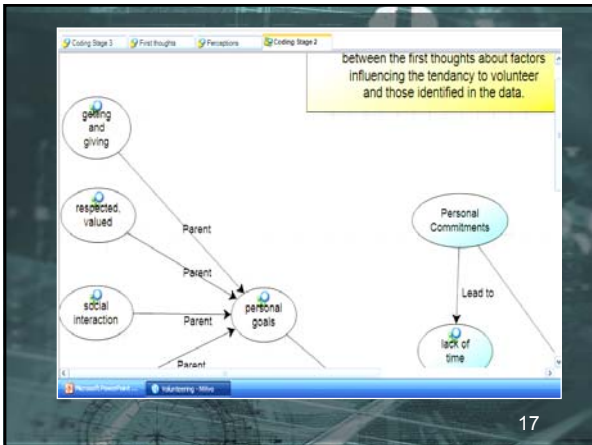 Coding Stage 3
First thoughts
Perceptions
Coding Stage 2
between the first thoughts about factors
influencing the tendancy to volunteer
and those identified in the data.
getting
and
giving
respected,
valued
Parent
Personal
Commitments
Parent
Lead to
social
interaction
Parent
personal
goals
Parent
lack of
time
Microsoft PowerPoint ...
Volunteering - NVivo
17